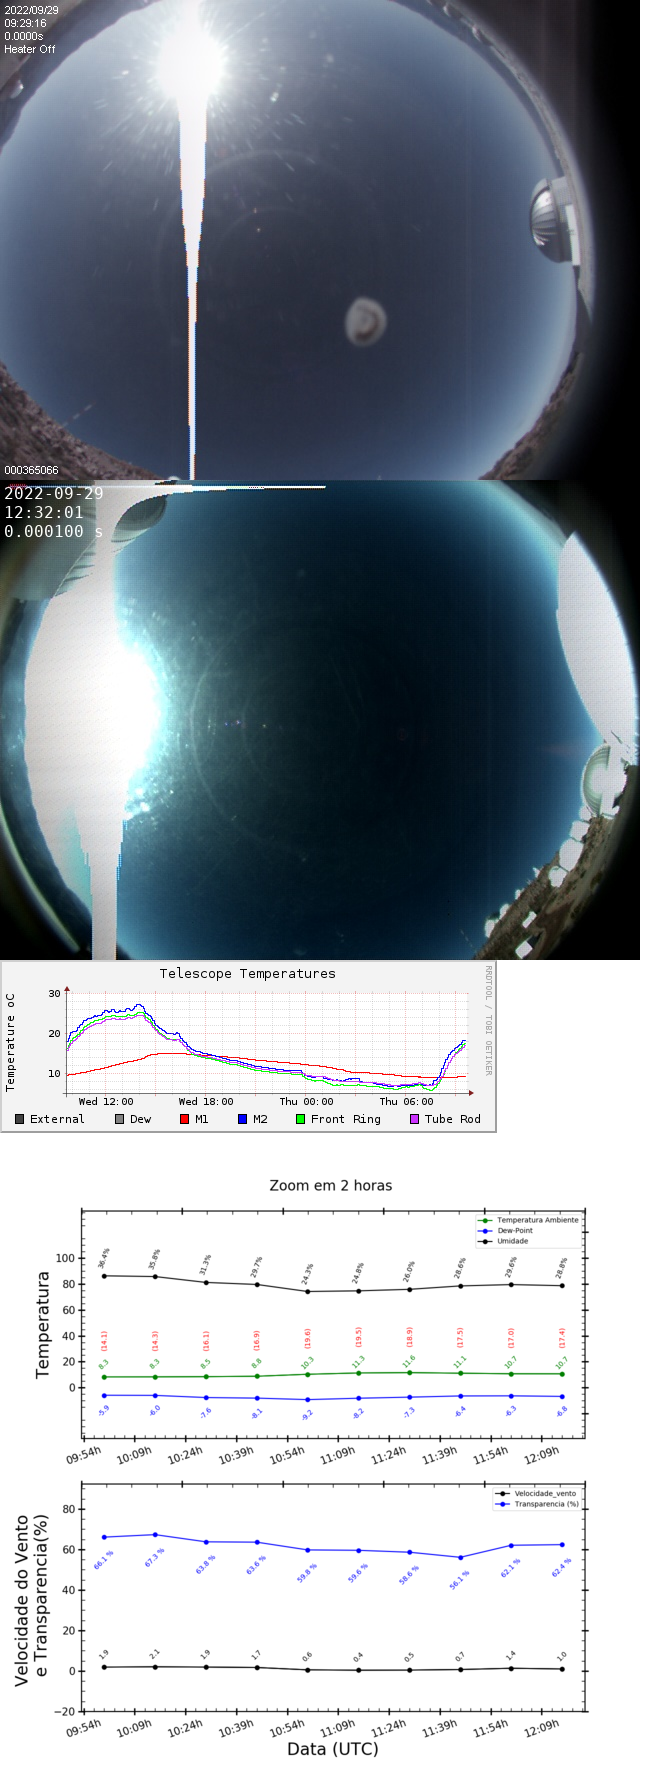 2022/09/29
09:29:16
0.0000s
Heater Off
000365066
2022-09-29
12:32:01
0.000100 s
Telescope Temperatures
RRDTOOL / TOBI OETIKER
Temperature oC
30
20
10
Wed 12:00 Wed 18:00 Thu 00:00 Thu 06:00
External Dew M1 M2 Front Ring Tube Rod
Zoom em 2 horas
Temperatura Ambiente
Dew-Point
Umidade
Temperatura
100
80
60
40
20
0
36.4% 35.8% 31.3% 29.7% 24.3% 24.8% 26.0% 28.6% 29.6% 28.8%
(14.1) (14.3) (16.1) (16.9) (19.6) (19.5) (18.9) (17.5) (17.0) (17.4)
8.3 8.3 8.5 8.8 10.3 11.3 11.6 11.1 10.7 10.7
-5.9 -6.0 -7.6 -8.1 -9.2 -8.2 -7.3 -6.4 -6.3 -6.8
09:54h 10:09h 10:24h 10:39h 10:54h 11:09h 11:24h 11:39h 11:54h 12:09h
Velocidade_vento
Transparencia (%)
Velocidade do Vento
e Transparencia(%)
80
60
40
20
0
−20
66.1 % 67.3 % 63.8 % 63.6 % 59.8 % 59.6 % 58.6 % 56.1 % 62.1 % 62.4 %
1.9 2.1 1.9 1.7 0.6 0.4 0.5 0.7 1.4 1.0
09:54h 10:09h 10:24h 10:39h 10:54h 11:09h 11:24h 11:39h 11:54h 12:09h
Data (UTC)